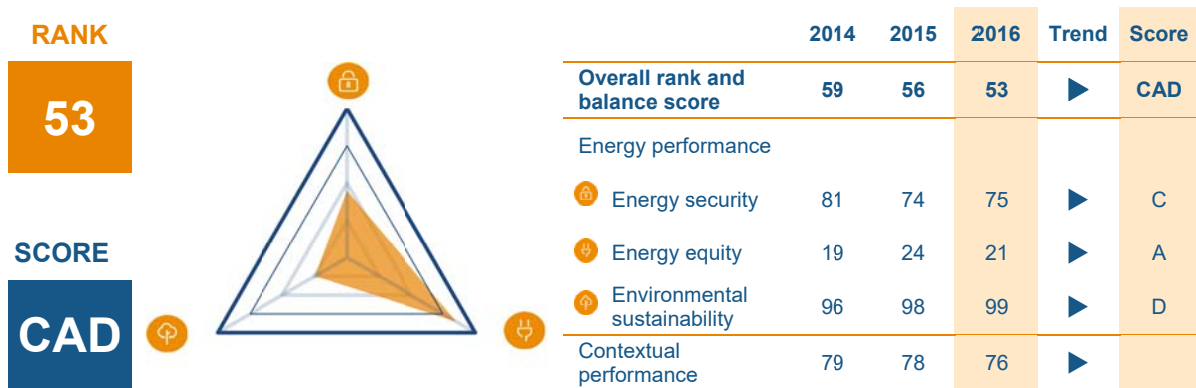 RANK
53
SCORE
CAD
2014 2015 2016 Trend Score
Overall rank and
balance score 59 56 53 CAD
Energy performance
Energy security 81 74 75 C
Energy equity 19 24 21 A
Environmental
sustainability 96 98 99 D
Contextual
performance 79 78 76